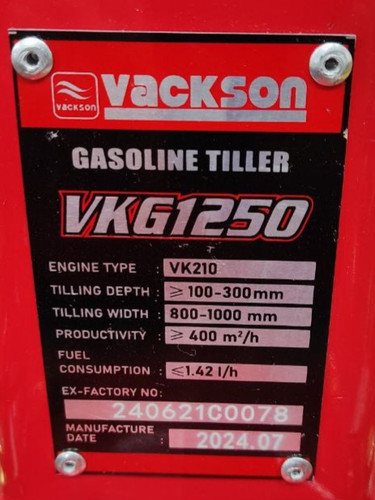 vackson
vackson
GASOLINE TILLER
VKG1250
ENGINE TYPE : VK210
TILLING DEPTH : ≥ 100-300mm
TILLING WIDTH : 800-1000 mm
PRODUCTIVITY : ≥ 400 m²/h
FUEL
CONSUMPTION : ≤1.42 l/h
EX-FACTORY NO:
240621C0078
MANUFACTURE
DATE : 2024.07